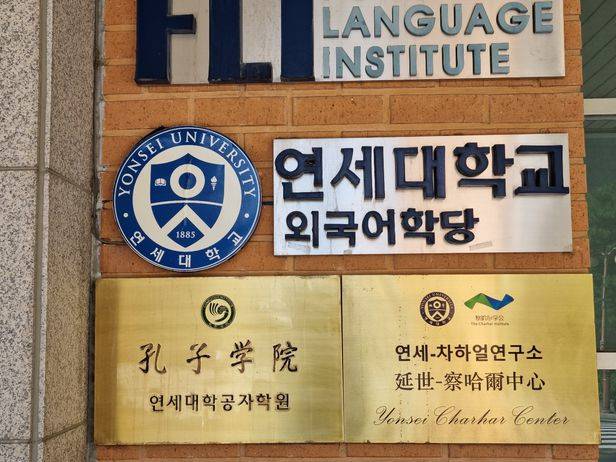 LANGUAGE
INSTITUTE
YONSEI UNIVERSITY
1885
연세대학교
연세대학교
외국어학당
孔子学院
연세대학공자학원
The Charhar Institute
연세-차하얼연구소
延世-察哈爾中心
Yonsei Charhar Center